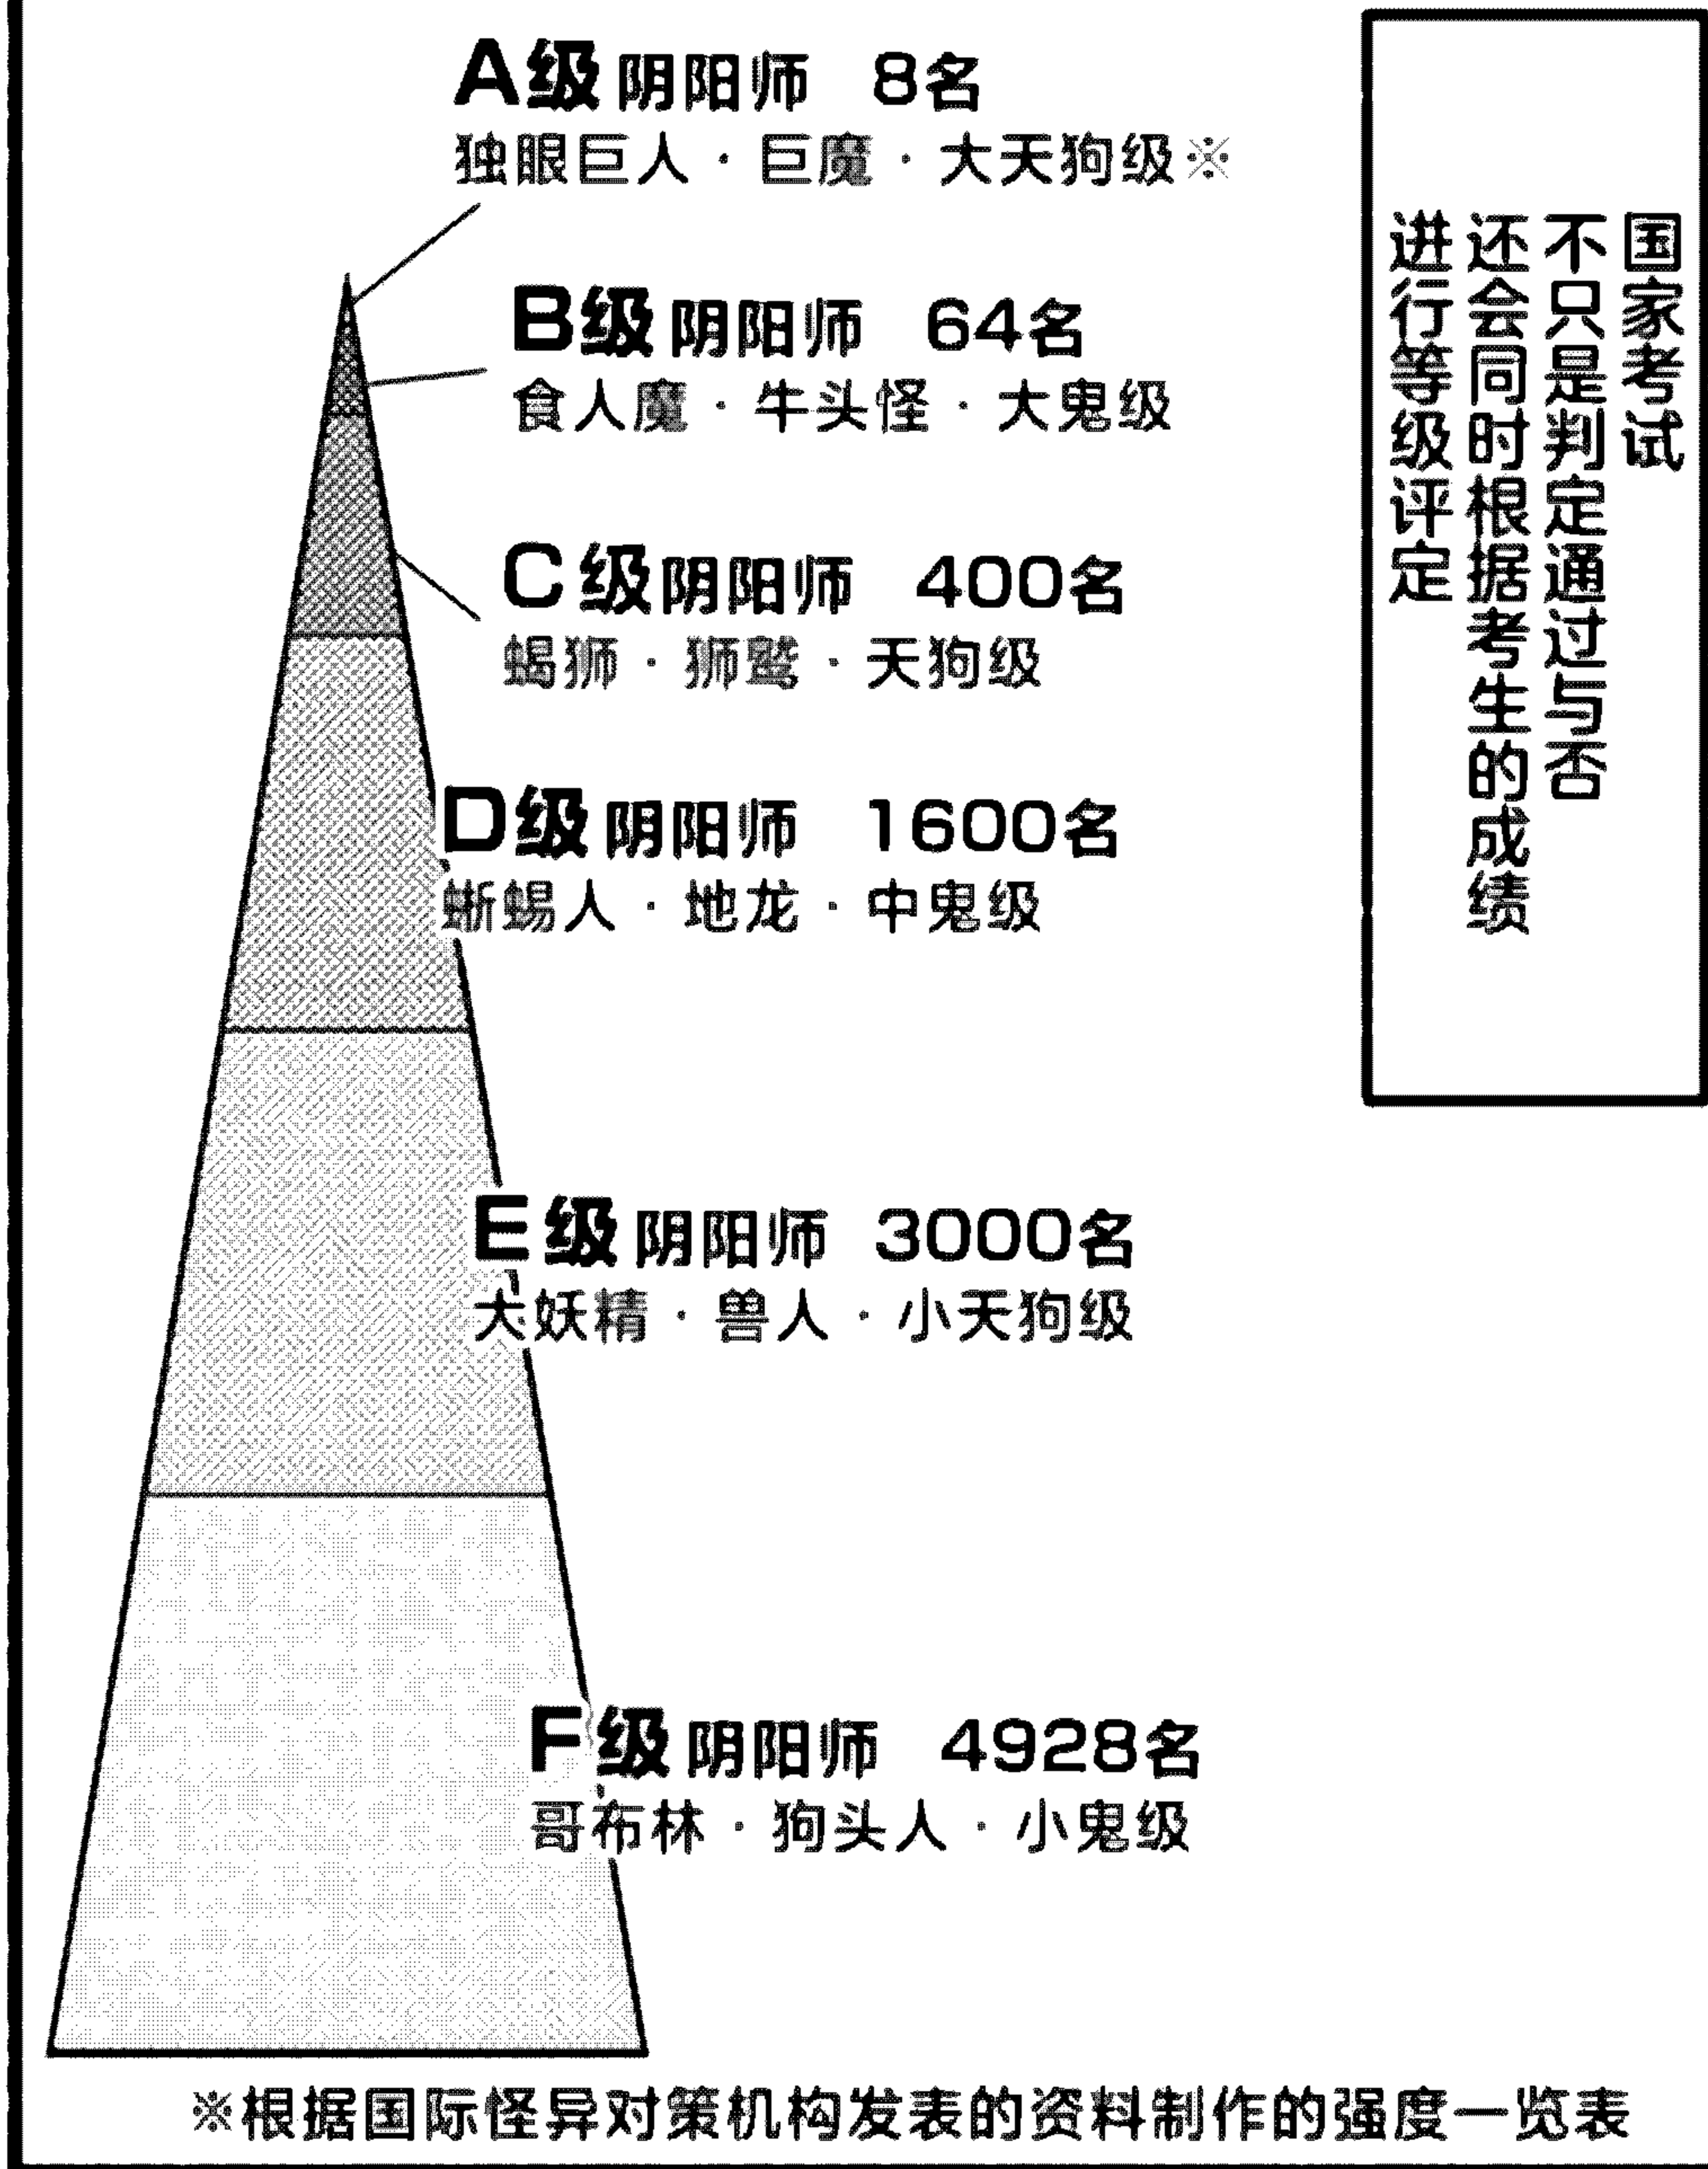 国家考试
不只是判定通过与否
还会同时根据考生的成绩
进行等级评定
A级 阴阳师 8名
独眼巨人·巨魔·大天狗级※
B级 阴阳师 64名
食人魔·牛头怪·大鬼级
C级 阴阳师 400名
蝎狮·狮鹫·天狗级
D级 阴阳师 1600名
蜥蜴人·地龙·中鬼级
E级 阴阳师 3000名
大妖精·兽人·小天狗级
F级 阴阳师 4928名
哥布林·狗头人·小鬼级
※根据国际怪异对策机构发表的资料制作的强度一览表